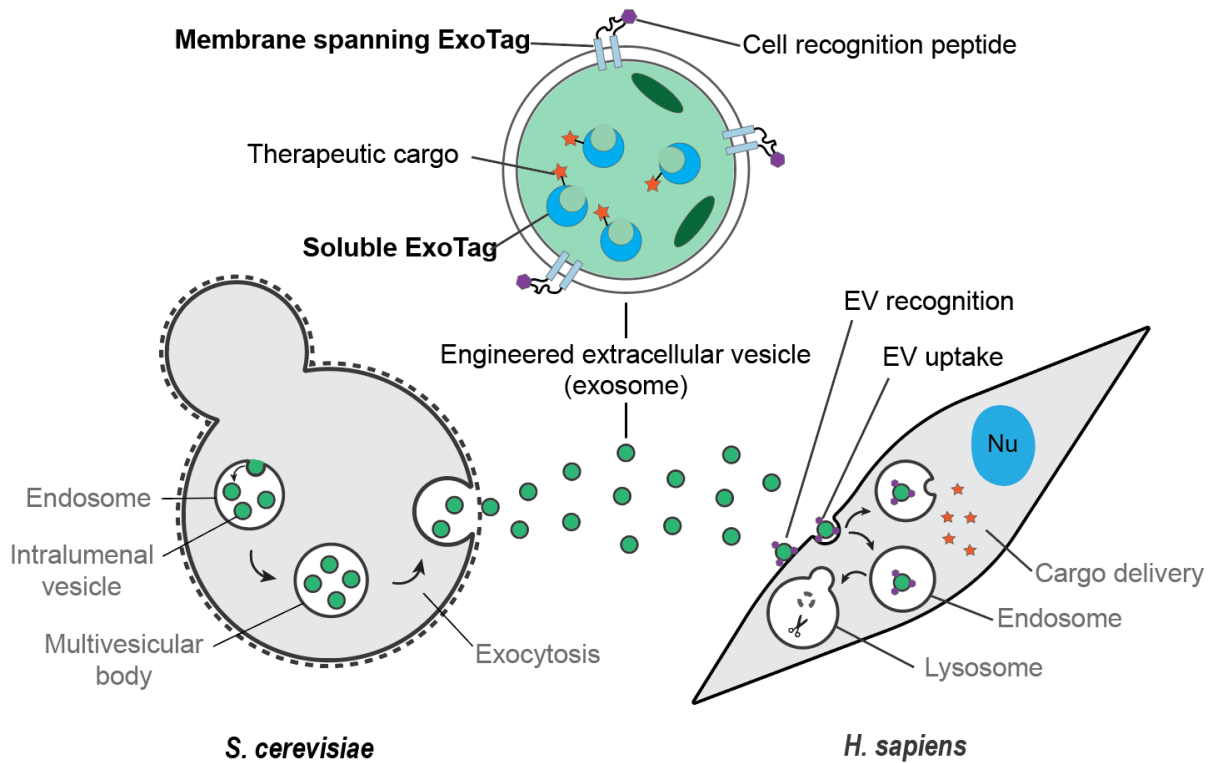 Membrane spanning ExoTag
Cell recognition peptide
Therapeutic cargo
Soluble ExoTag
EV recognition
Engineered extracellular vesicle
(exosome)
EV uptake
Nu
Endosome
Intralumenal
vesicle
Multivesicular
body
Exocytosis
Cargo delivery
Endosome
Lysosome
S. cerevisiae
H. sapiens